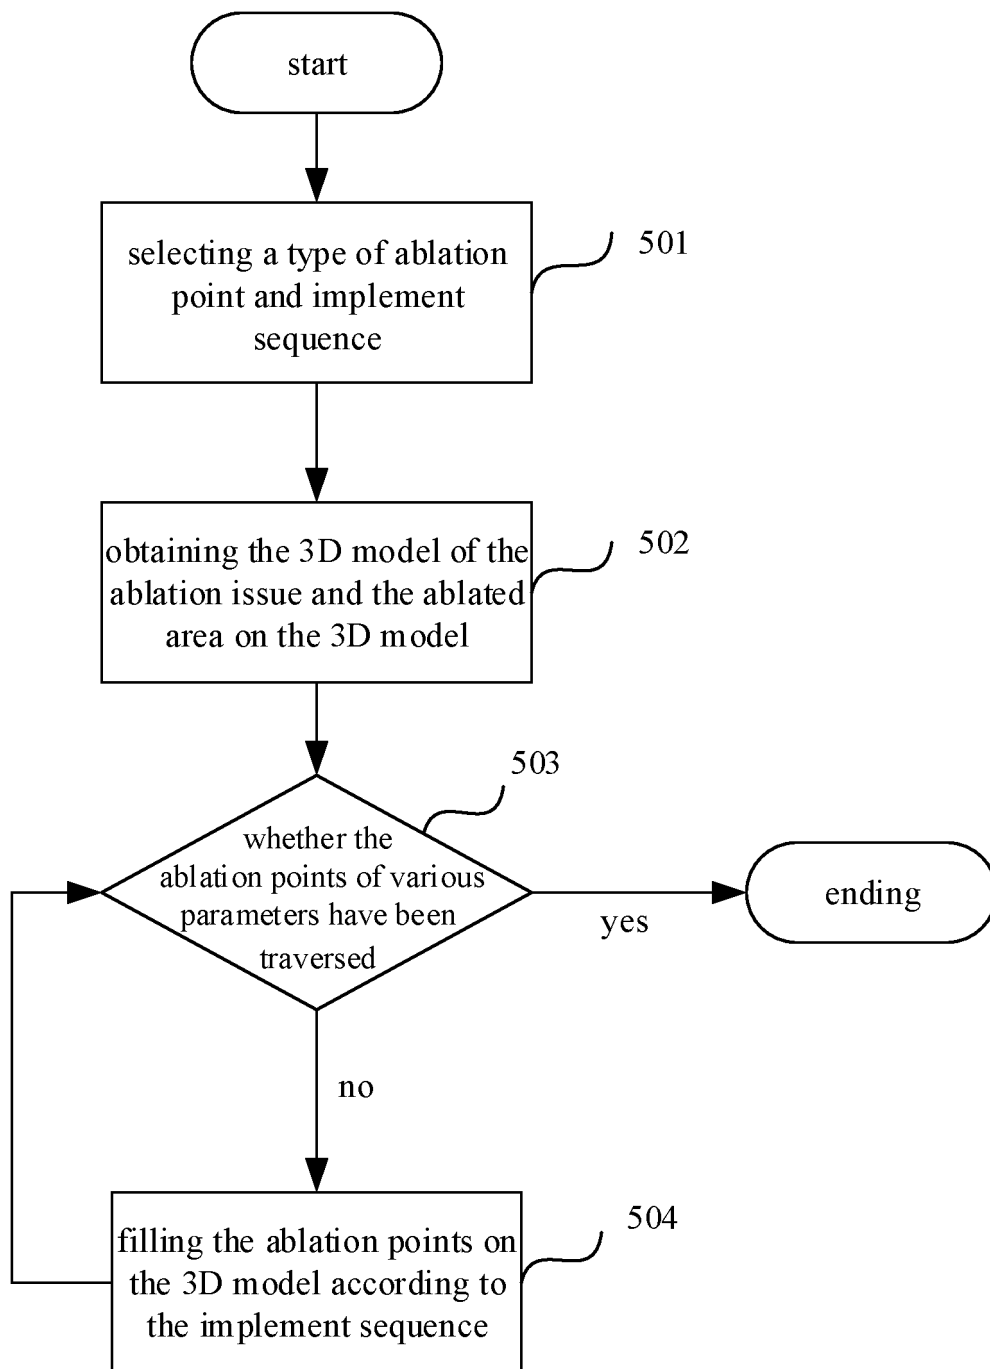 start
selecting a type of ablation
point and implement
sequence
501
obtaining the 3D model of the
ablation issue and the ablated
area on the 3D model
502
503
whether the
ablation points of various
parameters have been
traversed
yes
ending
no
filling the ablation points on
the 3D model according to
the implement sequence
504